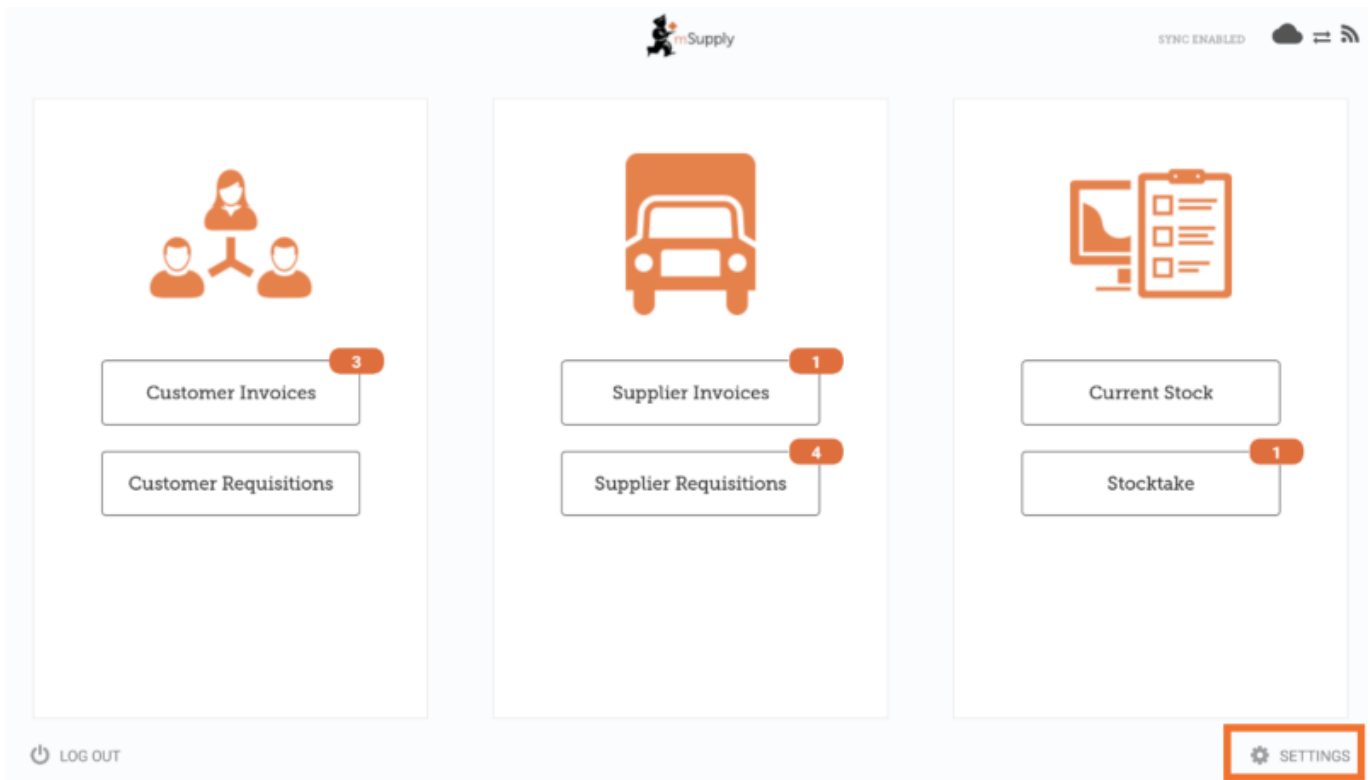 mSupply
SYNC ENABLED
3
Customer Invoices
Customer Requisitions
1
Supplier Invoices
4
Supplier Requisitions
Current Stock
1
Stocktake
LOG OUT
SETTINGS